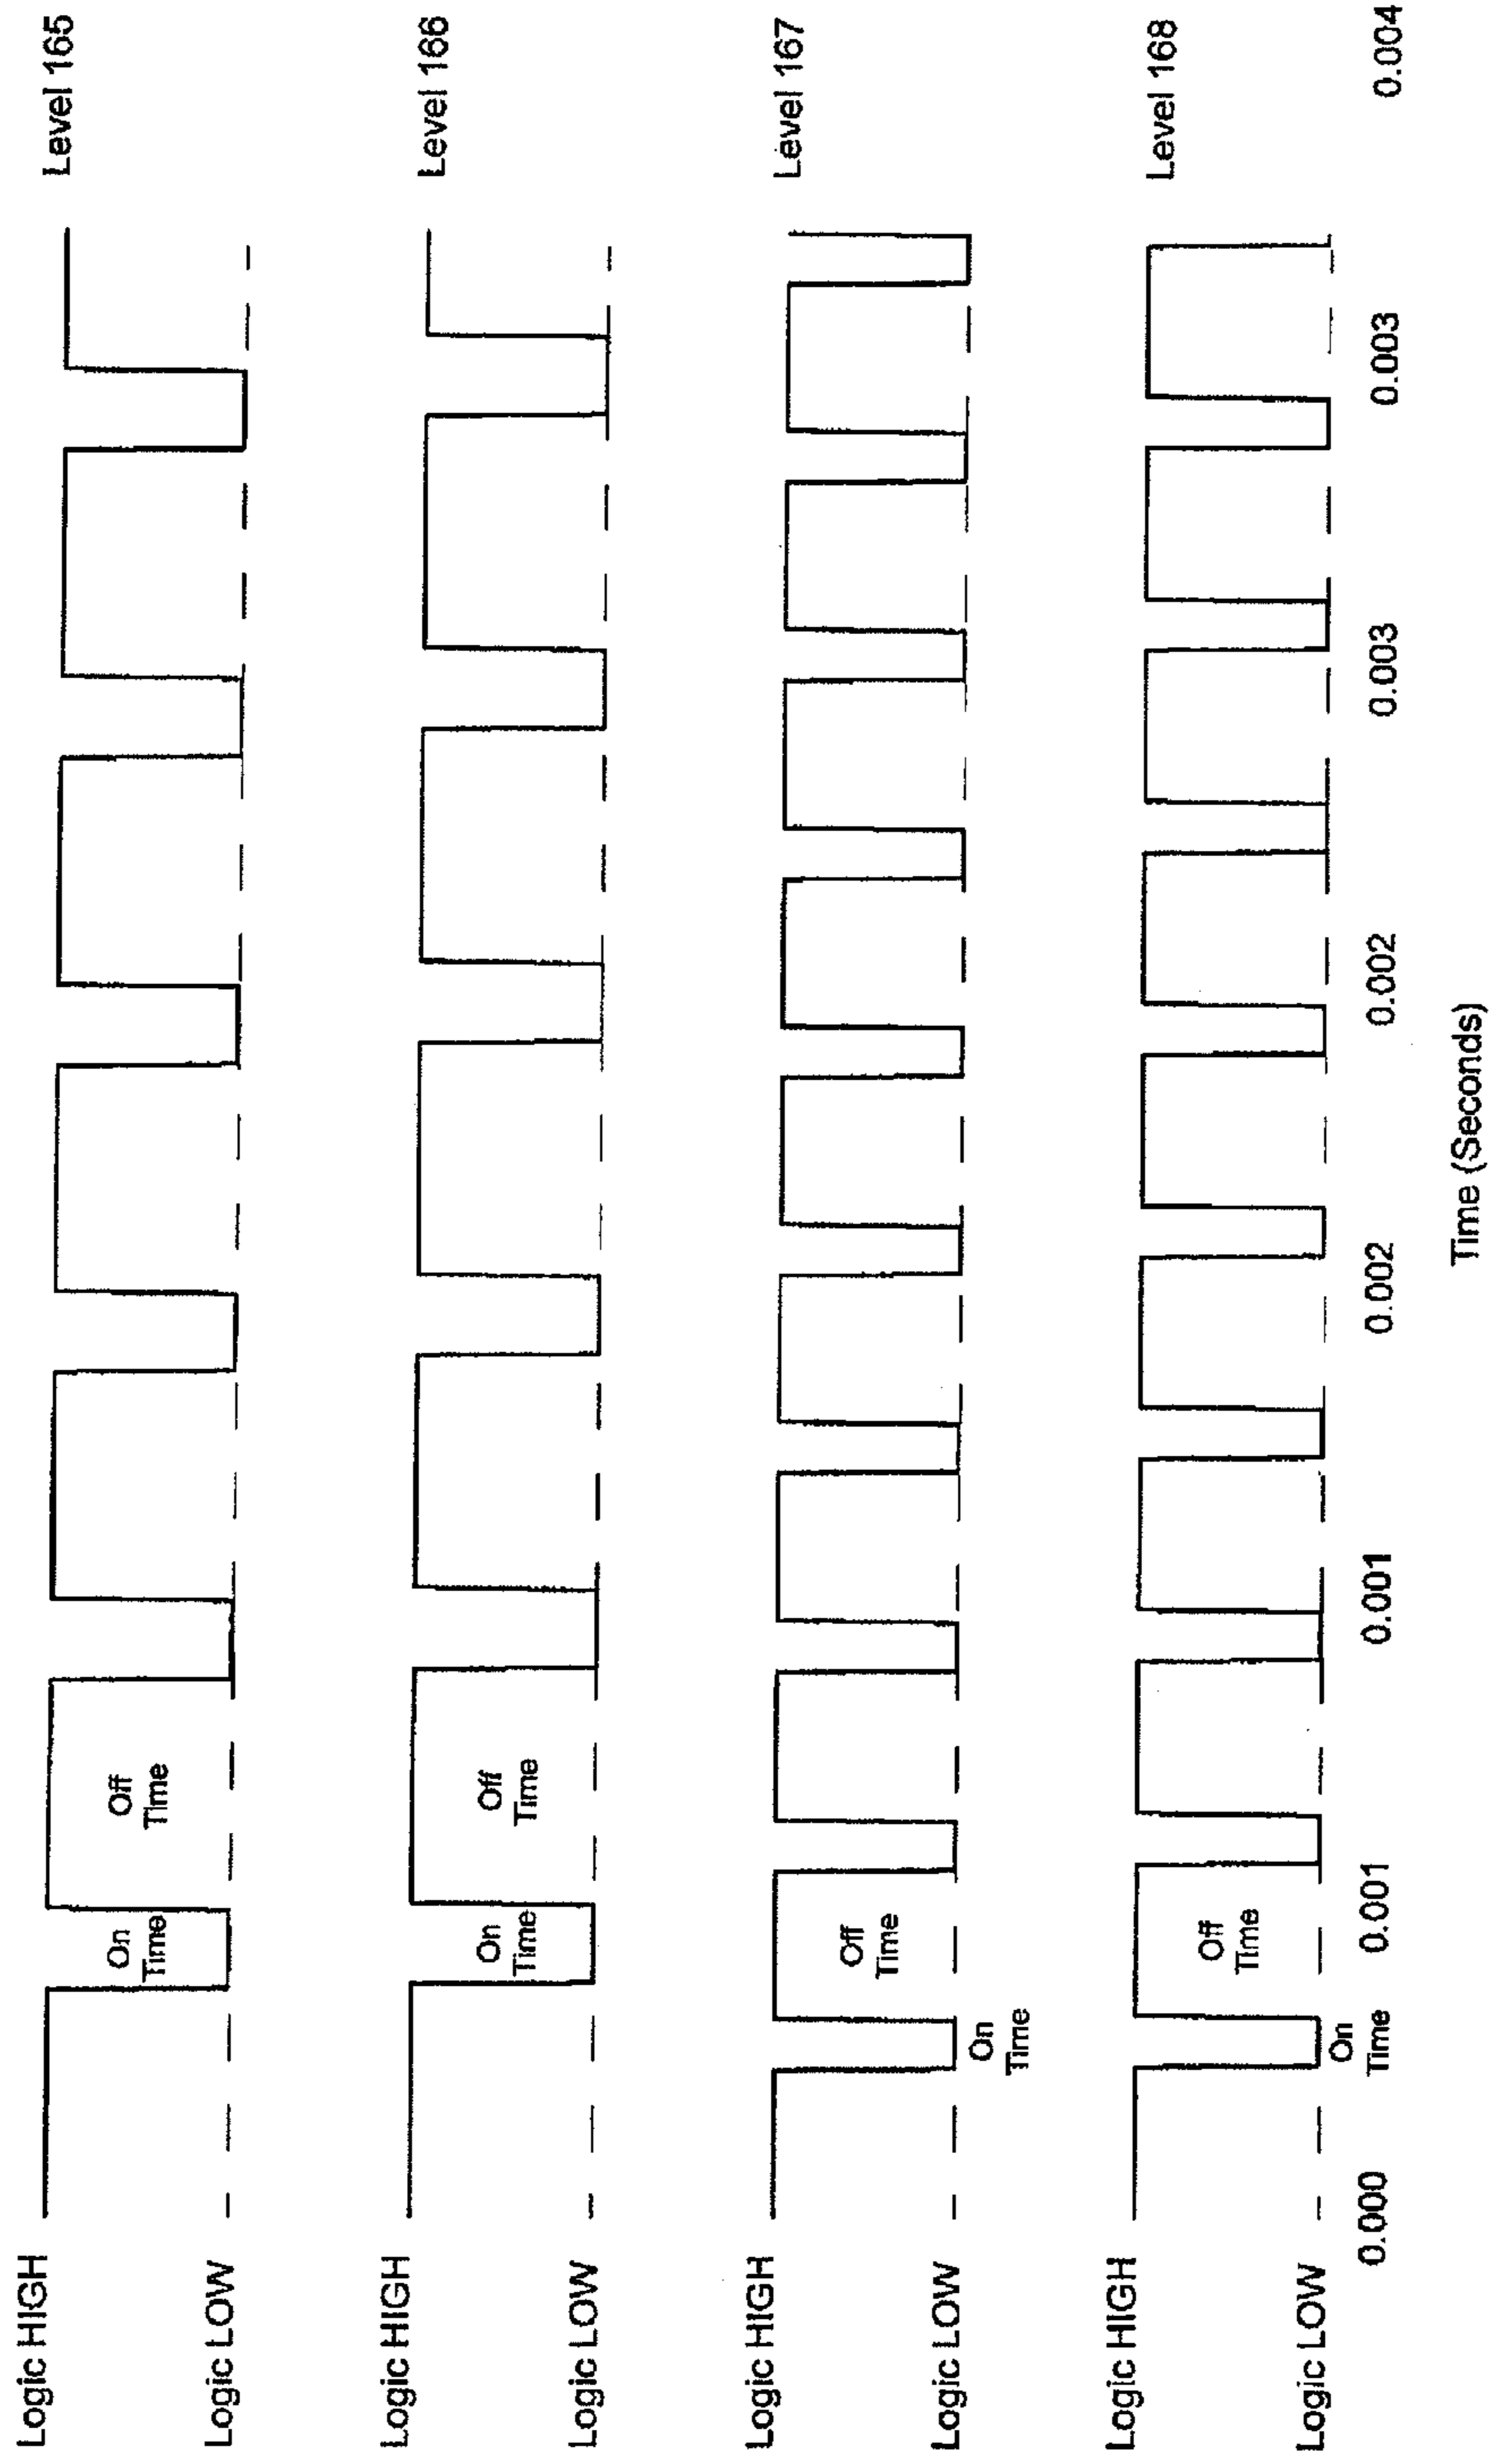 Logic HIGH
Level 165
On
Time
Off
Time
Logic LOW
Logic HIGH
Level 166
On
Time
Off
Time
Logic LOW
Logic HIGH
Level 167
Off
Time
Logic LOW
On
Time
Logic HIGH
Level 168
Off
Time
Logic LOW
On
Time
0.000
0.001
0.001
0.002
0.002
0.003
0.003
0.004
Time (Seconds)